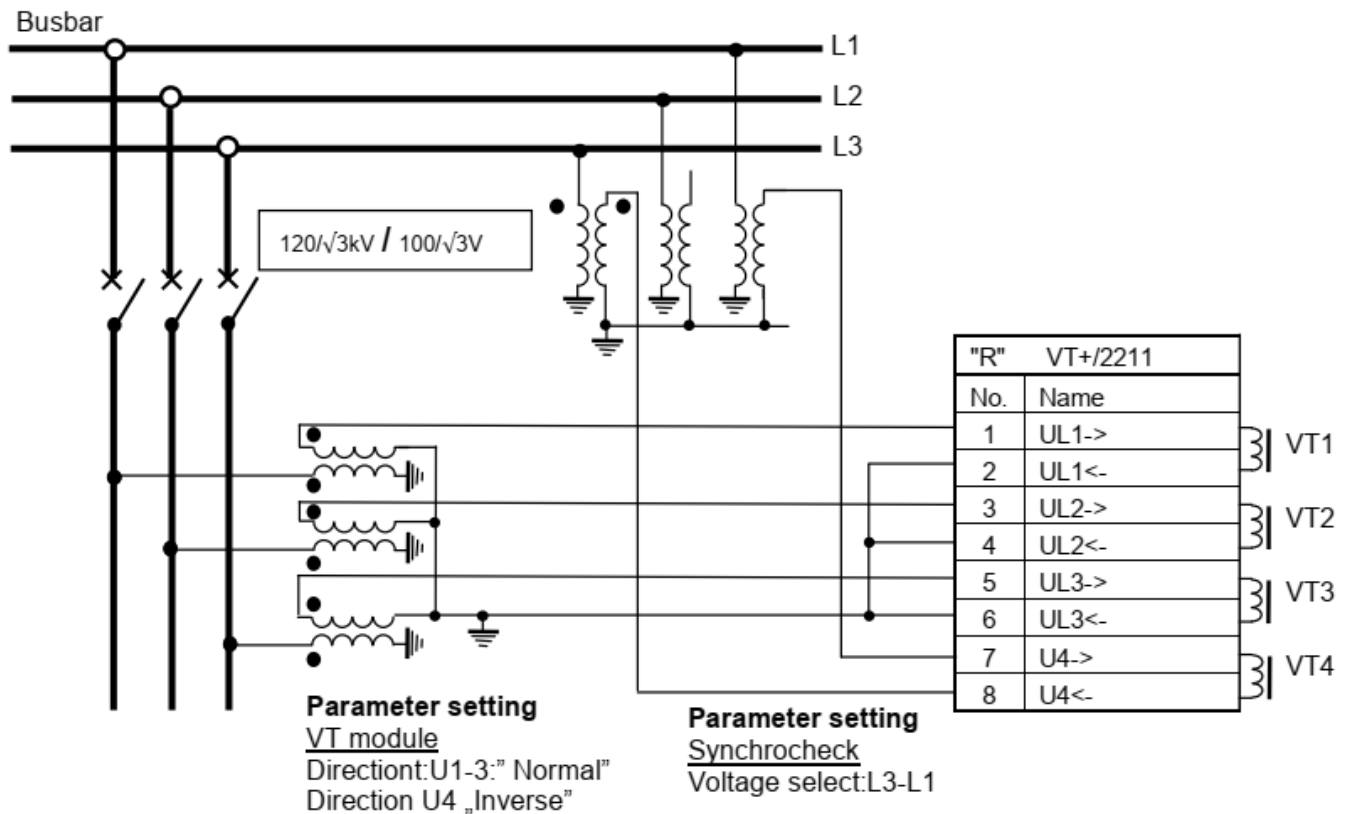 Busbar
L1
L2
L3
120/√3kV / 100/√3V
"R" VT+/2211
No. Name
1 UL1->
2 UL1<-
3 UL2->
4 UL2<-
5 UL3->
6 UL3<-
7 U4->
8 U4<-
VT1
VT2
VT3
VT4
Parameter setting
VT module
Directiont:U1-3:” Normal”
Direction U4 „Inverse”
Parameter setting
Synchrocheck
Voltage select:L3-L1